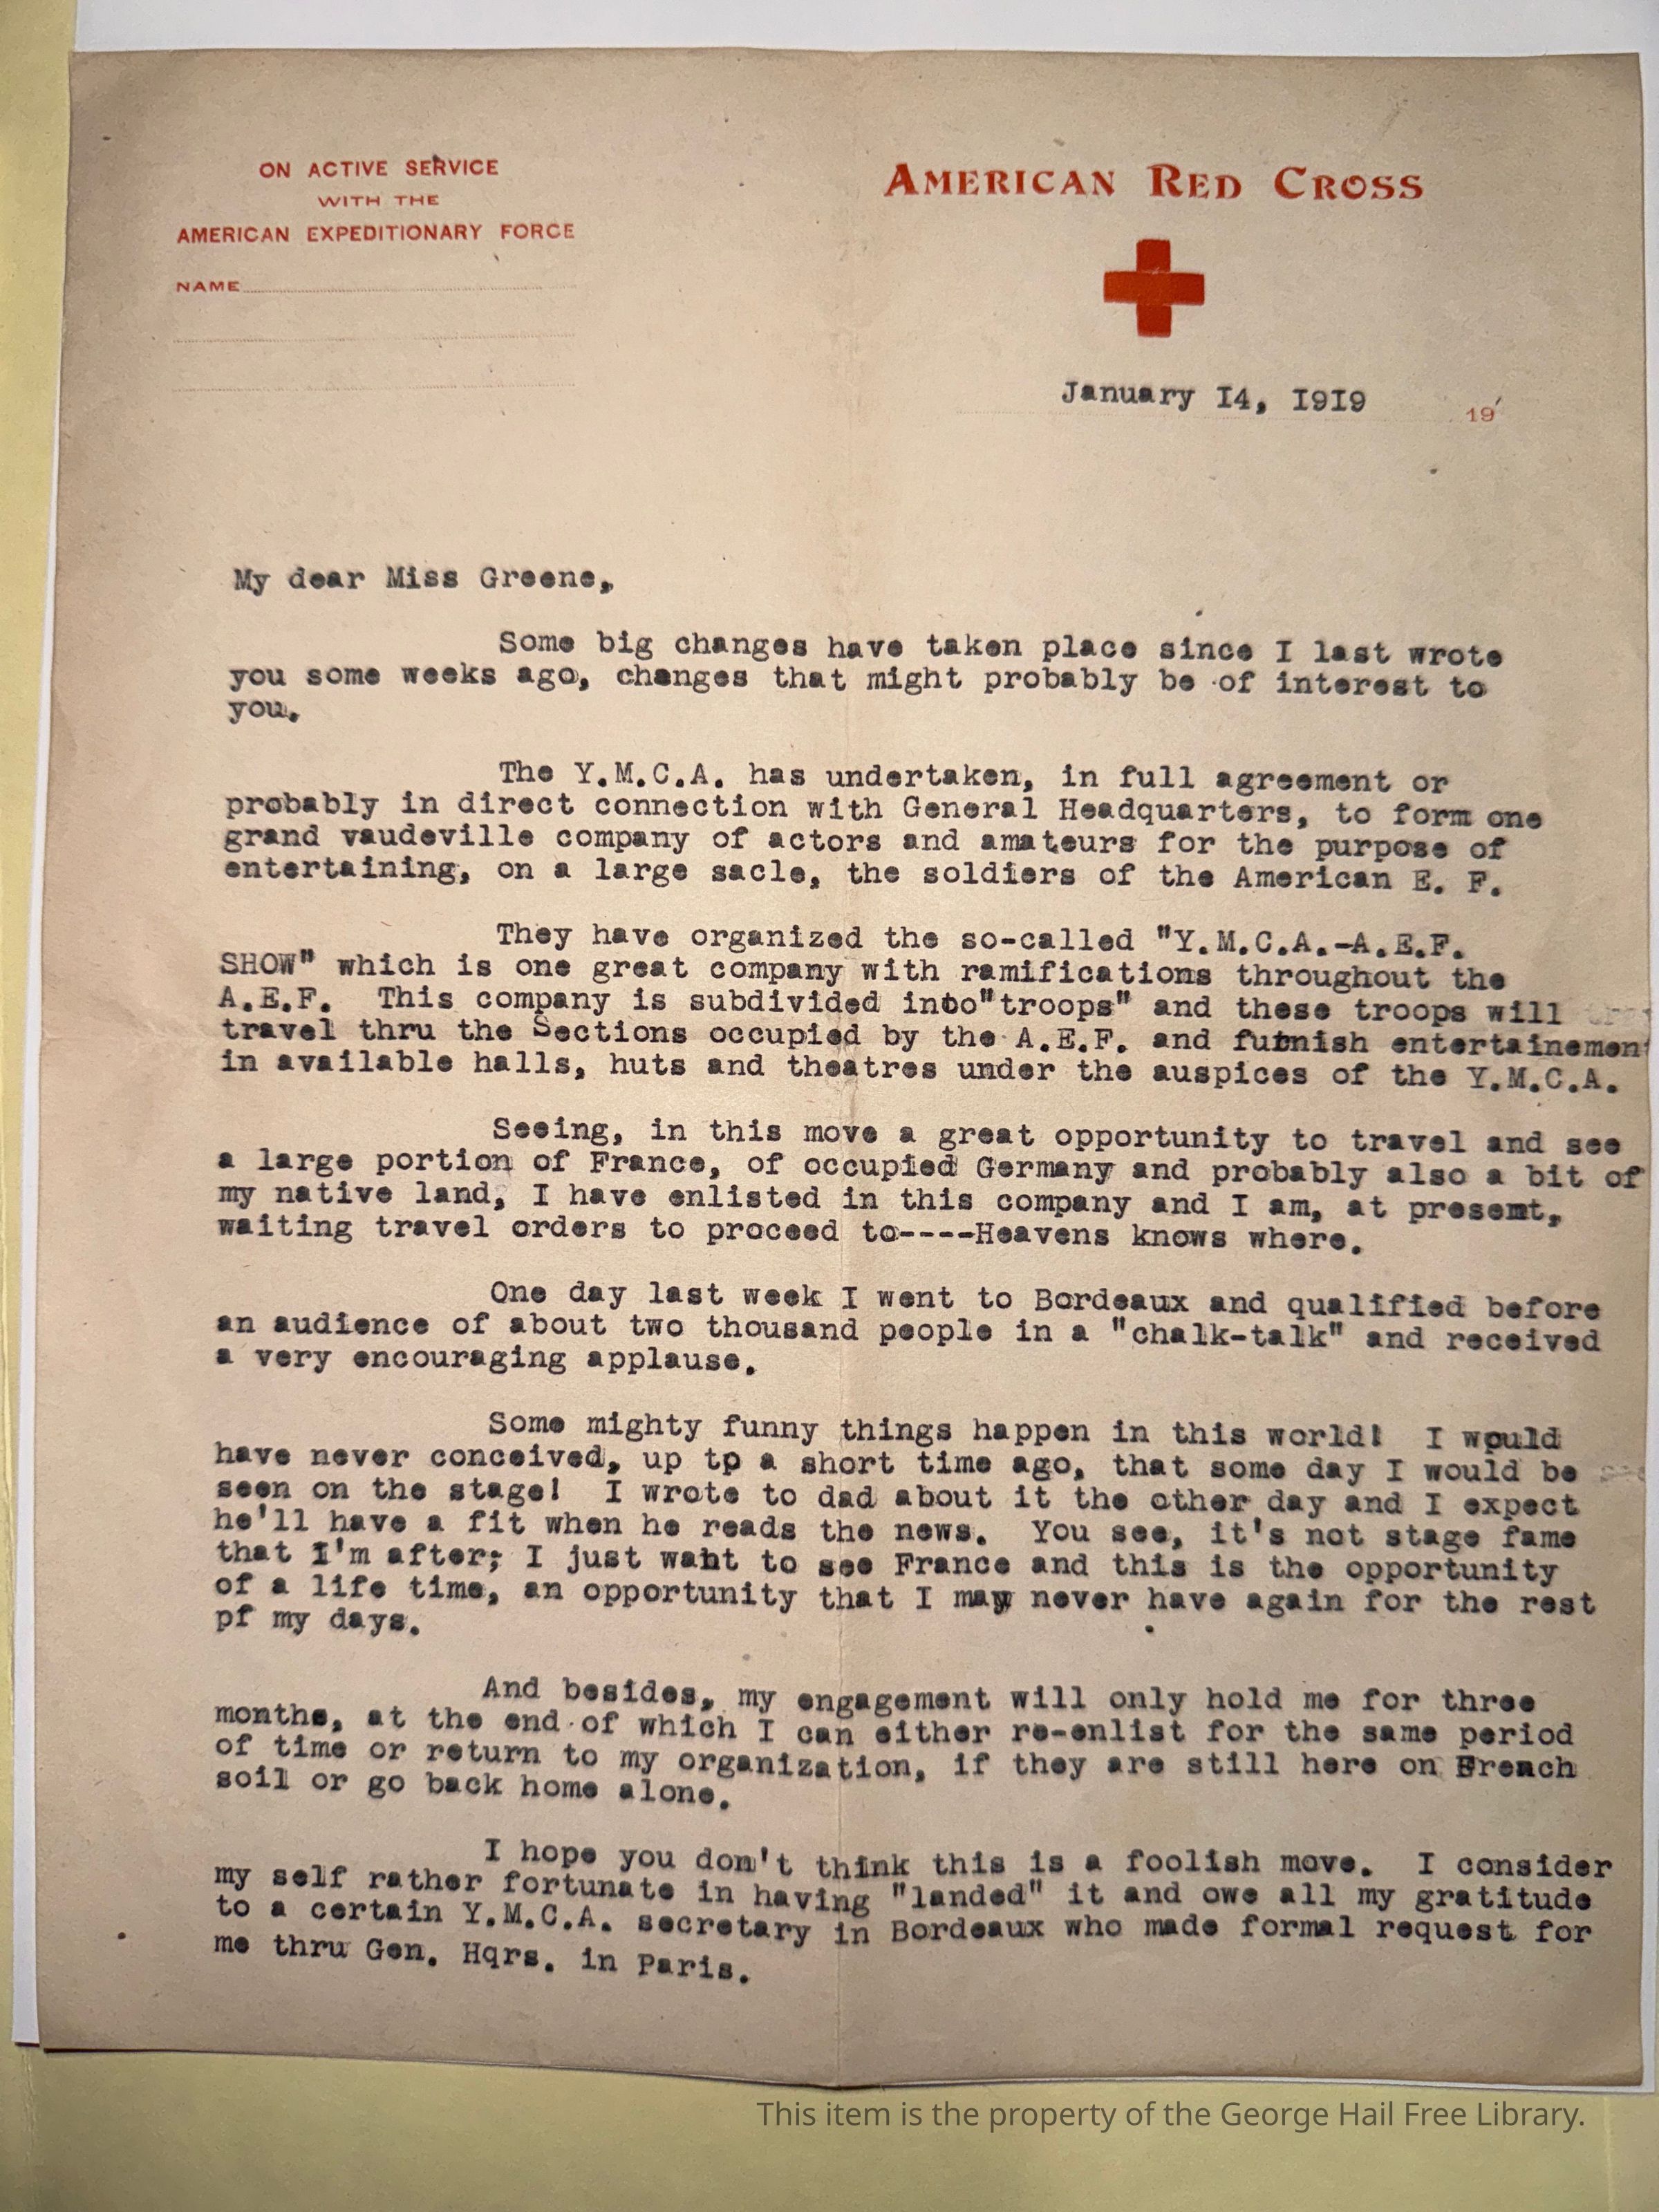 ON ACTIVE SERVICE
WITH THE
AMERICAN EXPEDITIONARY FORCE
NAME
AMERICAN RED CROSS
January I4, I9I9
19
My dear Miss Greene,
Some big changes have taken place since I last wrote
you some weeks ago, changes that might probably be of interest to
you.
The Y.M.C.A. has undertaken, in full agreement or
probably in direct connection with General Headquarters, to form one
grand vaudeville company of actors and amateurs for the purpose of
entertaining, on a large sacle, the soldiers of the American E. F.
They have organized the so-called "Y.M.C.A.-A.E.F.
SHOW" which is one great company with ramifications throughout the
A.E.F. This company is subdivided into"troops" and these troops will
travel thru the Sections occupied by the A.E.F. and furnish entertainement
in available halls, huts and theatres under the auspices of the Y.M.C.A.
Seeing, in this move a great opportunity to travel and see
a large portion of France, of occupied Germany and probably also a bit of
my native land, I have enlisted in this company and I am, at present,
waiting travel orders to proceed to----Heavens knows where.
One day last week I went to Bordeaux and qualified before
an audience of about two thousand people in a "chalk-talk" and received
a very encouraging applause.
Some mighty funny things happen in this world! I would
have never conceived, up to a short time ago, that some day I would be
seen on the stage! I wrote to dad about it the other day and I expect
he'll have a fit when he reads the news. You see, it's not stage fame
that I'm after; I just want to see France and this is the opportunity
of a life time, an opportunity that I may never have again for the rest
pf my days.
And besides, my engagement will only hold me for three
months, at the end of which I can either re-enlist for the same period
of time or return to my organization, if they are still here on French
soil or go back home alone.
I hope you don't think this is a foolish move. I consider
my self rather fortunate in having "landed" it and owe all my gratitude
to a certain Y.M.C.A. secretary in Bordeaux who made formal request for
me thru Gen. Hqrs. in Paris.
This item is the property of the George Hail Free Library.